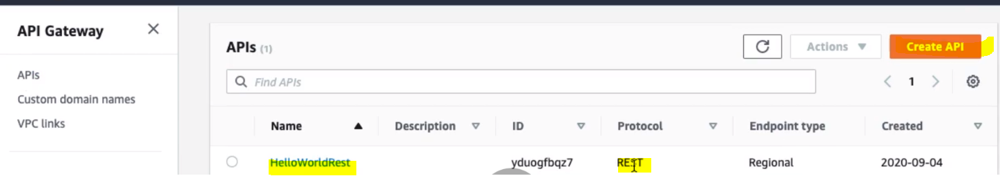 API Gateway
APIs
Custom domain names
VPC links
APIs (1)
Actions
Create API
Find APIs
1
Name Description ID Protocol Endpoint type Created
HelloWorldRest yduogfbqz7 REST Regional 2020-09-04